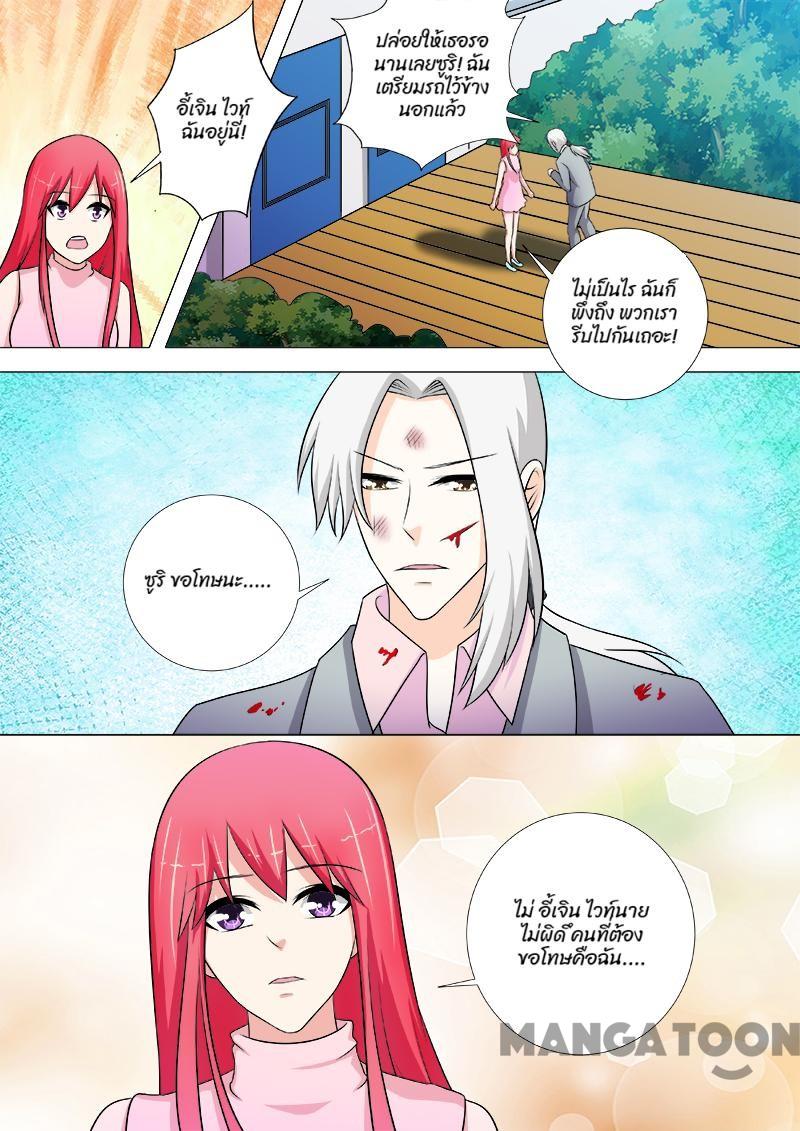 อี้เจิน ไวท์
ฉันอยู่นี่!
ปล่อยให้เธอรอ
นานเลยซูริ! ฉัน
เตรียมรถไว้ข้าง
นอกแล้ว
ไม่เป็นไร ฉันก็
พึ่งถึง พวกเรา
รีบไปกันเถอะ!
ซูริ ขอโทษนะ.....
ไม่ อี้เจิน ไวท์นาย
ไม่ผิด คนที่ต้อง
ขอโทษคือฉัน....
MANGATOON